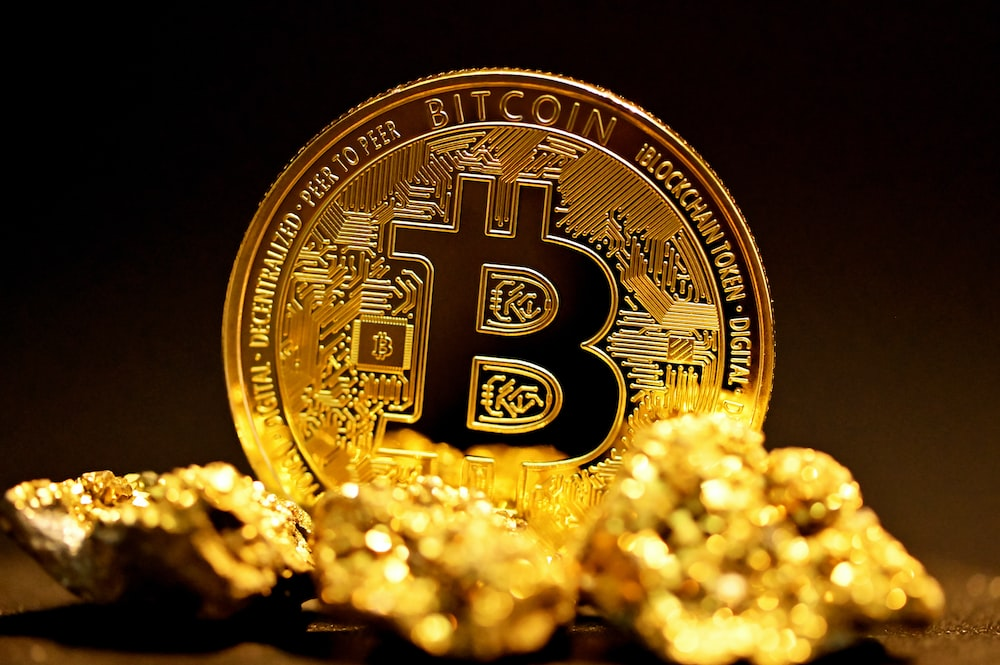 DIGITAL · DECENTRALIZED · PEER TO PEER
BITCOIN
BLOCKCHAIN TOKEN · DIGITAL ·